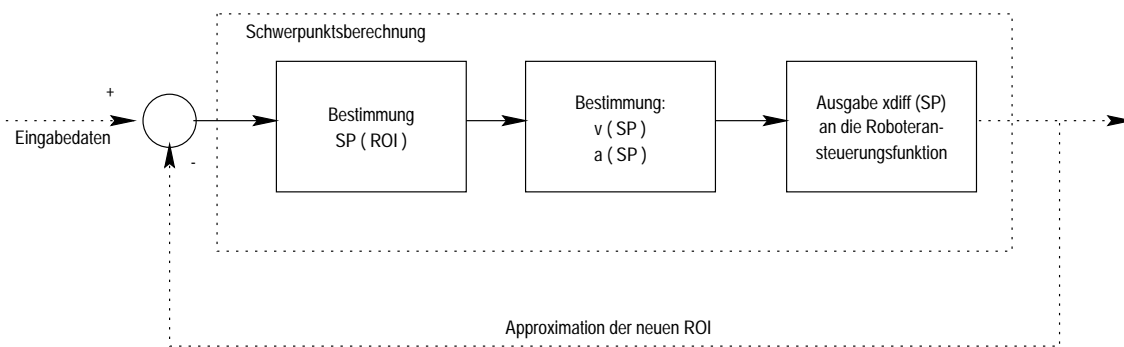 Schwerpunktsberechnung
+
Eingabedaten
-
Bestimmung
SP ( ROI )
Bestimmung:
v ( SP )
a ( SP )
Ausgabe xdiff (SP)
an die Roboteran-
steuerungsfunktion
Approximation der neuen ROI